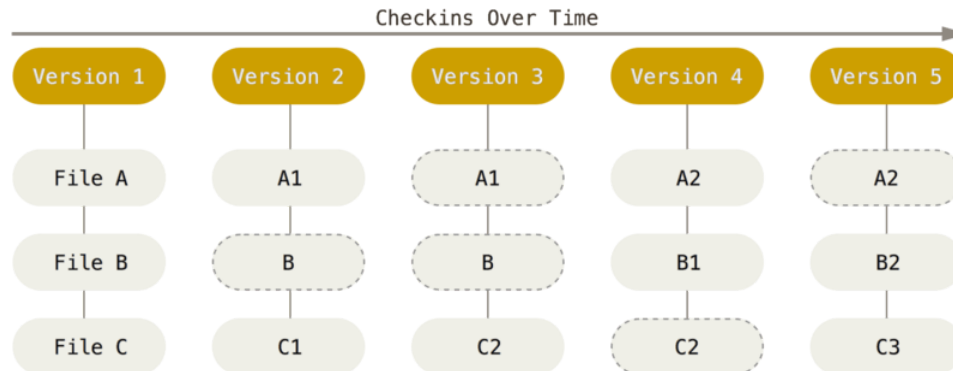 Checkins Over Time
Version 1 Version 2 Version 3 Version 4 Version 5
File A A1 A1 A2 A2
File B B B B1 B2
File C C1 C2 C2 C3